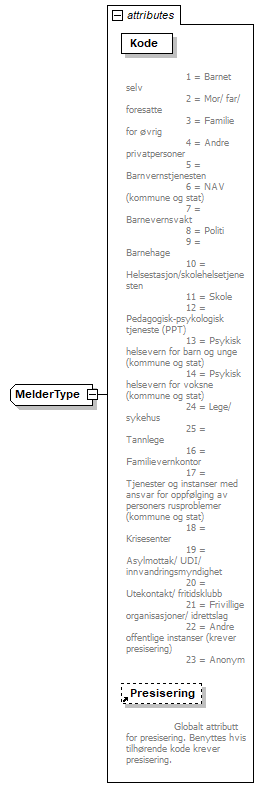 attributes
Kode
1 = Barnet
selv
2 = Mor/ far/
foresatte
3 = Familie
for øvrig
4 = Andre
privatpersoner
5 =
Barnvernstjenesten
6 = NAV
(kommune og stat)
7 =
Barnevernsvakt
8 = Politi
9 =
Barnehage
10 =
Helsestasjon/skolehelsetjene
sten
11 = Skole
12 =
Pedagogisk-psykologisk
tjeneste (PPT)
13 = Psykisk
helsevern for barn og unge
(kommune og stat)
14 = Psykisk
helsevern for voksne
(kommune og stat)
24 = Lege/
sykehus
25 =
Tannlege
16 =
Familievernkontor
17 =
Tjenester og instanser med
ansvar for oppfølging av
personers rusproblemer
(kommune og stat)
18 =
Krisesenter
19 =
Asylmottak/ UDI/
innvandringsmyndighet
20 =
Utekontakt/ fritidsklubb
21 = Frivillige
organisasjoner/ idrettslag
22 = Andre
offentlige instanser (krever
presisering)
23 = Anonym
MelderType
Presisering
Globalt attributt
for presisering. Benyttes hvis
tilhørende kode krever
presisering.